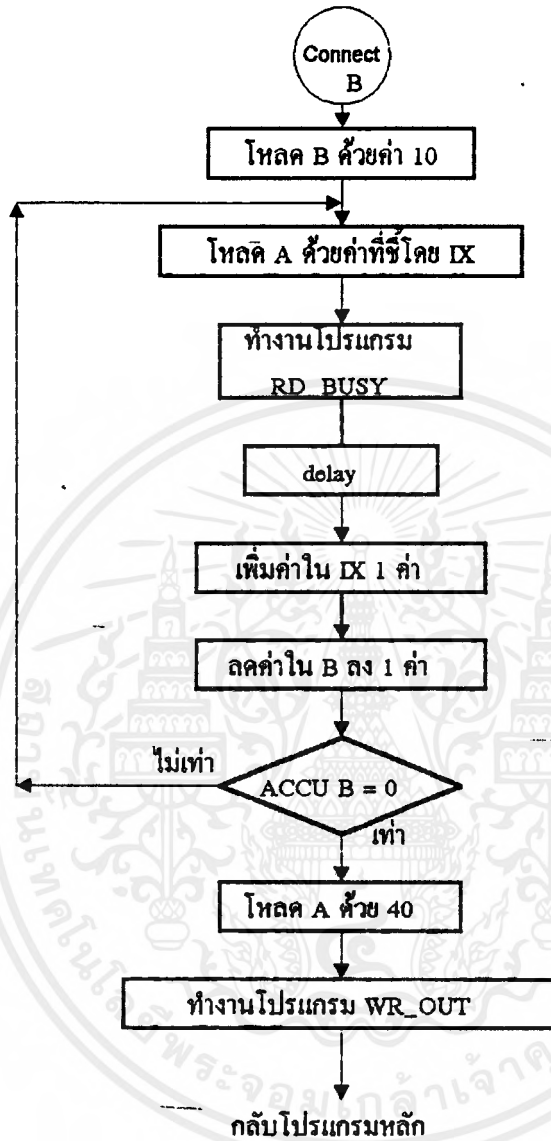 Connect
B
โหลด B ด้วยค่า 10
โหลด A ด้วยค่าที่ชี้โดย IX
ทำงานโปรแกรม
RD_BUSY
delay
เพิ่มค่าใน IX 1 ค่า
ลดค่าใน B ลง 1 ค่า
ไม่เท่า
ACCU B = 0
เท่า
โหลด A ด้วย 40
ทำงานโปรแกรม WR_OUT
กลับโปรแกรมหลัก